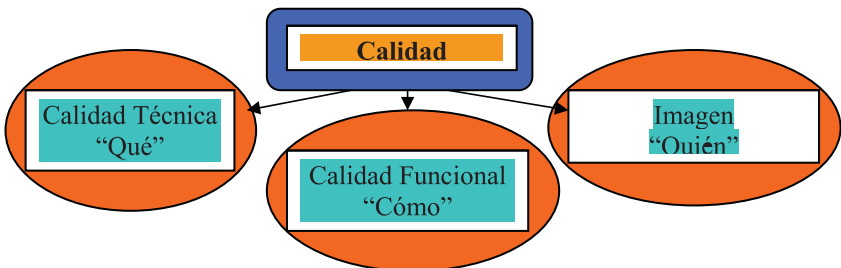 Calidad
Calidad Técnica
“Qué”
Calidad Funcional
“Cómo”
Imagen
“Quién”